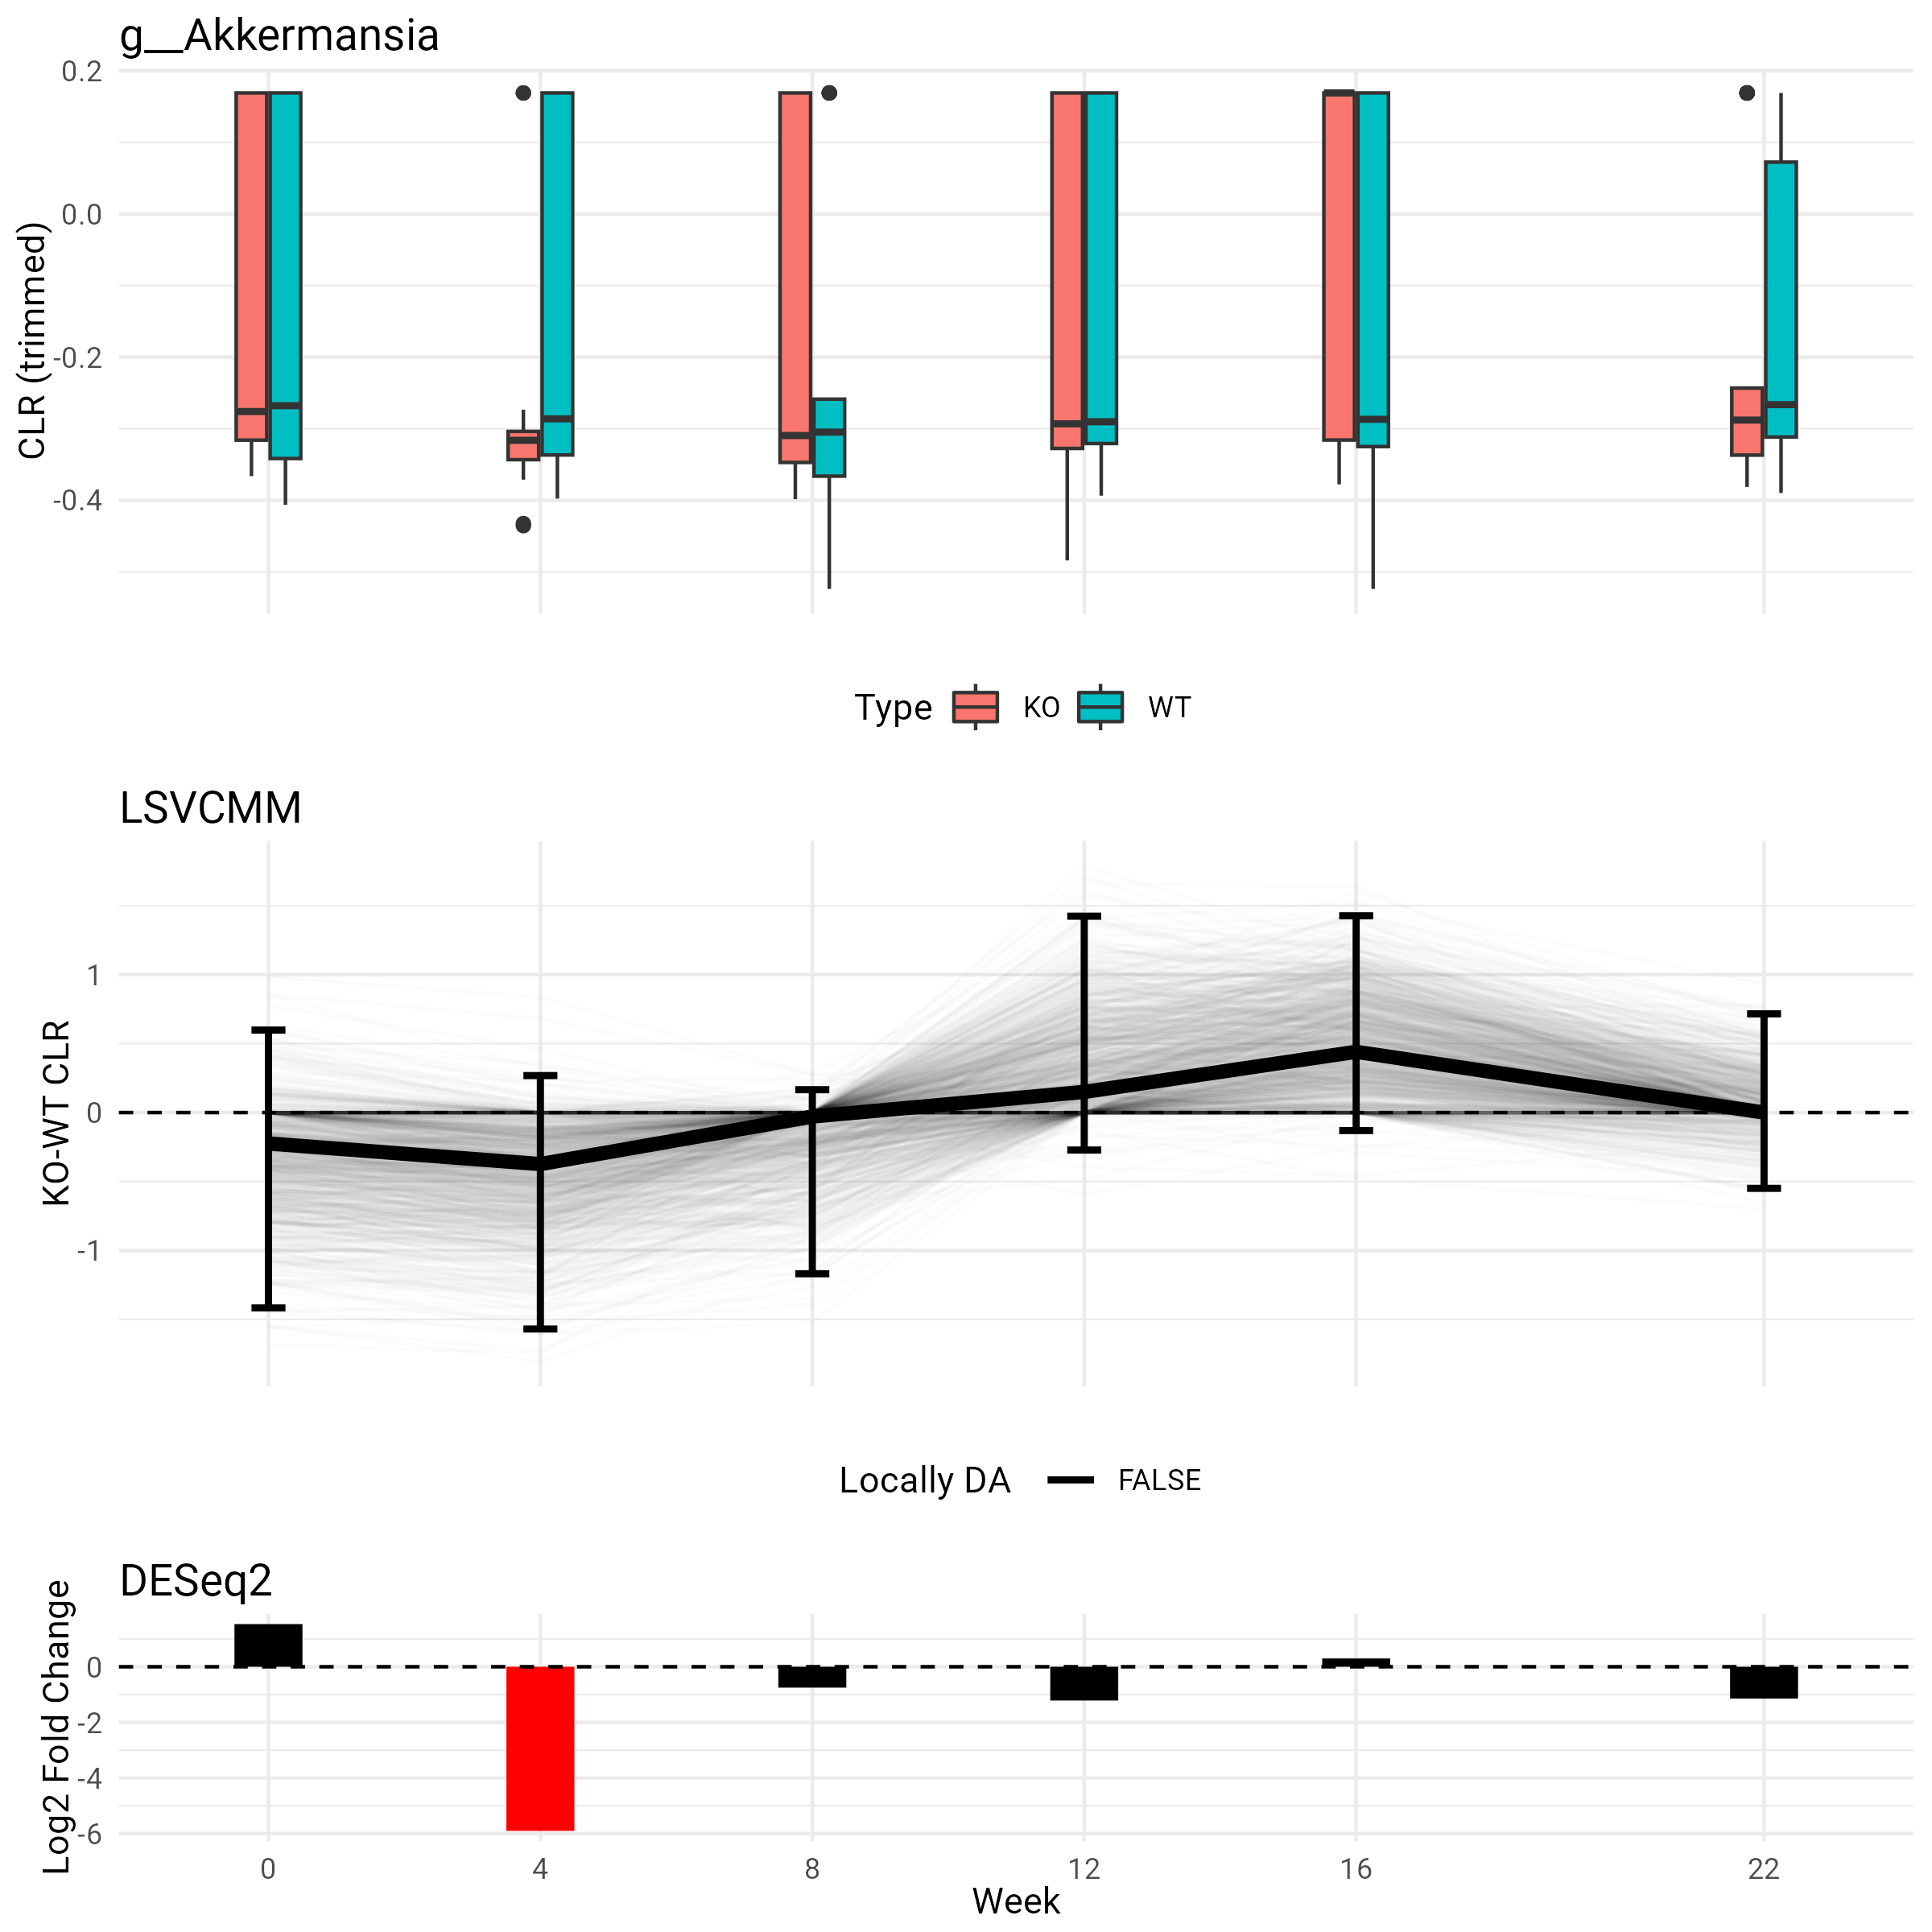 g__Akkermansia
CLR (trimmed)
0.2
0.0
-0.2
-0.4
Type KO WT
LSVCMM
KO-WT CLR
1
0
-1
Locally DA FALSE
DESeq2
Log2 Fold Change
0
-2
-4
-6
0 4 8 12 16 22
Week